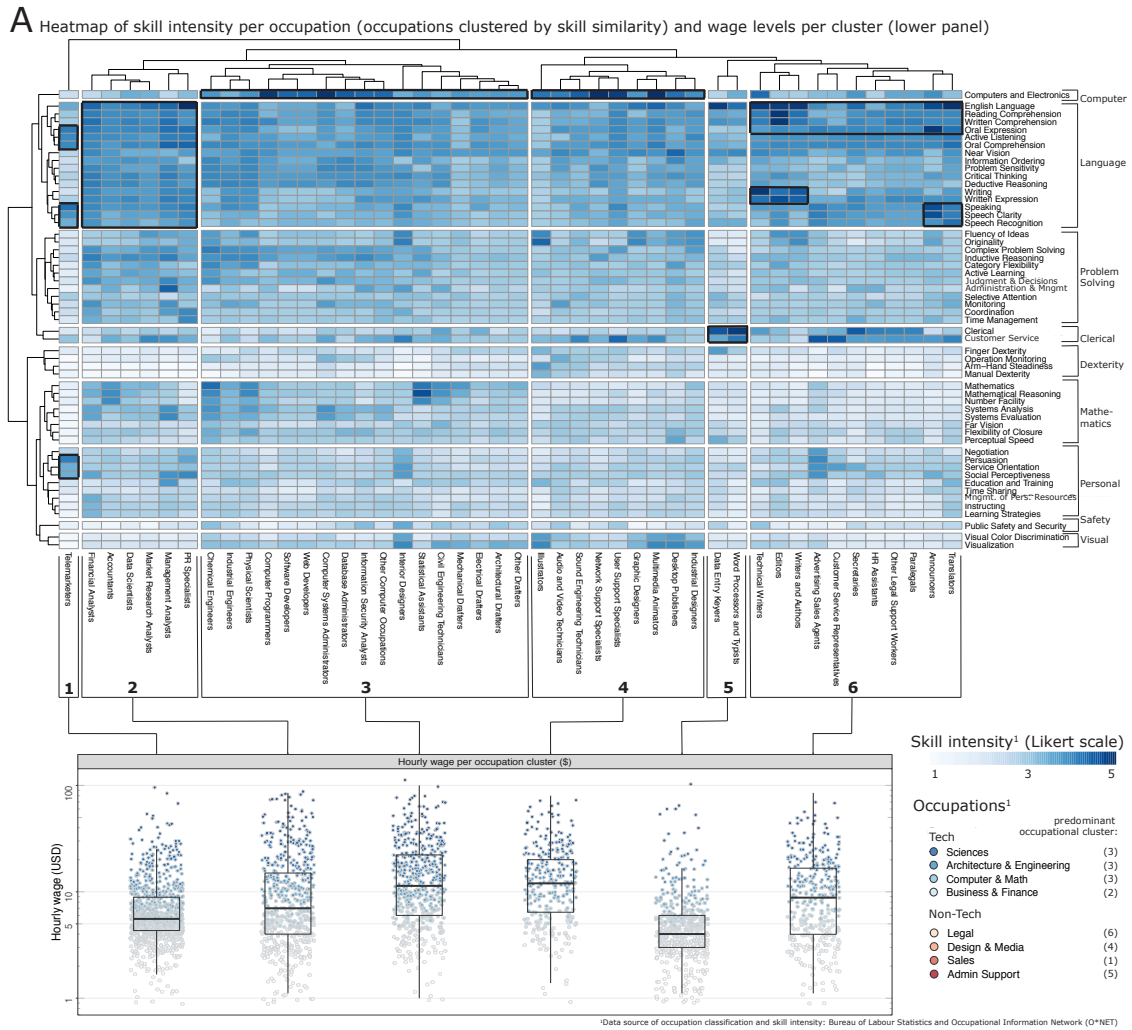 A Heatmap of skill intensity per occupation (occupations clustered by skill similarity) and wage levels per cluster (lower panel)
Computers and Electronics
Computer
English Language
Reading Comprehension
Written Comprehension
Oral Expression
Active Listening
Oral Comprehension
Near Vision
Information Ordering
Problem Sensitivity
Critical Thinking
Deductive Reasoning
Writing
Written Expression
Speaking
Speech Clarity
Speech Recognition
Language
Fluency of Ideas
Originality
Complex Problem Solving
Inductive Reasoning
Category Flexibility
Active Learning
Judgment & Decisions
Administration & Mngmt
Selective Attention
Monitoring
Coordination
Time Management
Problem
Solving
Clerical
Customer Service
Clerical
Finger Dexterity
Operation Monitoring
Arm–Hand Steadiness
Manual Dexterity
Dexterity
Mathematics
Mathematical Reasoning
Number Facility
Systems Analysis
Systems Evaluation
Far Vision
Flexibility of Closure
Perceptual Speed
Mathe-
matics
Negotiation
Persuasion
Service Orientation
Social Perceptiveness
Education and Training
Time Sharing
Mngmt. of Pers. Resources
Instructing
Learning Strategies
Personal
Public Safety and Security
Safety
Visual Color Discrimination
Visualization
Visual
Telemarketers
Financial Analysts
Accountants
Data Scientists
Market Research Analysts
Management Analysts
PR Specialists
Chemical Engineers
Industrial Engineers
Physical Scientists
Computer Programmers
Software Developers
Web Developers
Computer Systems Administrators
Database Administrators
Information Security Analysts
Other Computer Occupations
Interior Designers
Statistical Assistants
Civil Engineering Technicians
Mechanical Drafters
Electrical Drafters
Architectural Drafters
Other Drafters
Illustrators
Audio and Video Technicians
Sound Engineering Technicians
Network Support Specialists
User Support Specialists
Graphic Designers
Multimedia Animators
Desktop Publishers
Industrial Designers
Data Entry Keyers
Word Processors and Typists
Technical Writers
Editors
Writers and Authors
Advertising Sales Agents
Customer Service Representatives
Secretaries
HR Assistants
Other Legal Support Workers
Paralegals
Announcers
Translators
1 2 3 4 5 6
Hourly wage per occupation cluster ($)
Hourly wage (USD)
100
10
5
1
Skill intensity¹ (Likert scale)
1 3 5
Occupations¹
predominant
occupational cluster:
Tech
Sciences (3)
Architecture & Engineering (3)
Computer & Math (3)
Business & Finance (2)
Non-Tech
Legal (6)
Design & Media (4)
Sales (1)
Admin Support (5)
¹Data source of occupation classification and skill intensity: Bureau of Labour Statistics and Occupational Information Network (O*NET)